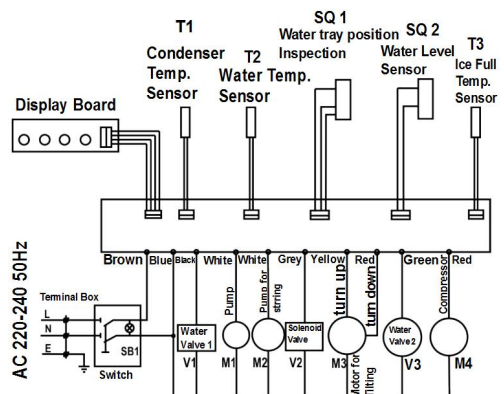 T1
Condenser
Temp.
Sensor
T2
Water Temp.
Sensor
SQ 1
Water tray position
Inspection
SQ 2
Water Level
Sensor
T3
Ice Full
Temp.
Sensor
Display Board
Brown
Blue
Black
White
White
Grey
Yellow
Red
Green
Red
AC 220-240 50Hz
Terminal Box
L
N
E
SB1
Switch
Water
Valve 1
V1
Pump
M1
Pump for
strring
M2
Solenoid
Valve
V2
turn up
M3
Motor for
Tilting
turn down
Water
Valve 2
V3
Compressor
M4